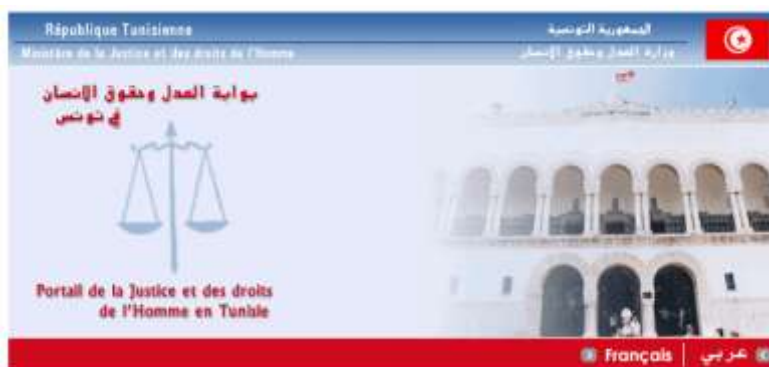 République Tunisienne
الجمهورية التونسية
Ministère de la Justice et des droits de l'Homme
وزارة العدل وحقوق الإنسان
بوابة العدل وحقوق الإنسان
في تونس
Portail de la Justice et des droits
de l'Homme en Tunisie
Français
عربي